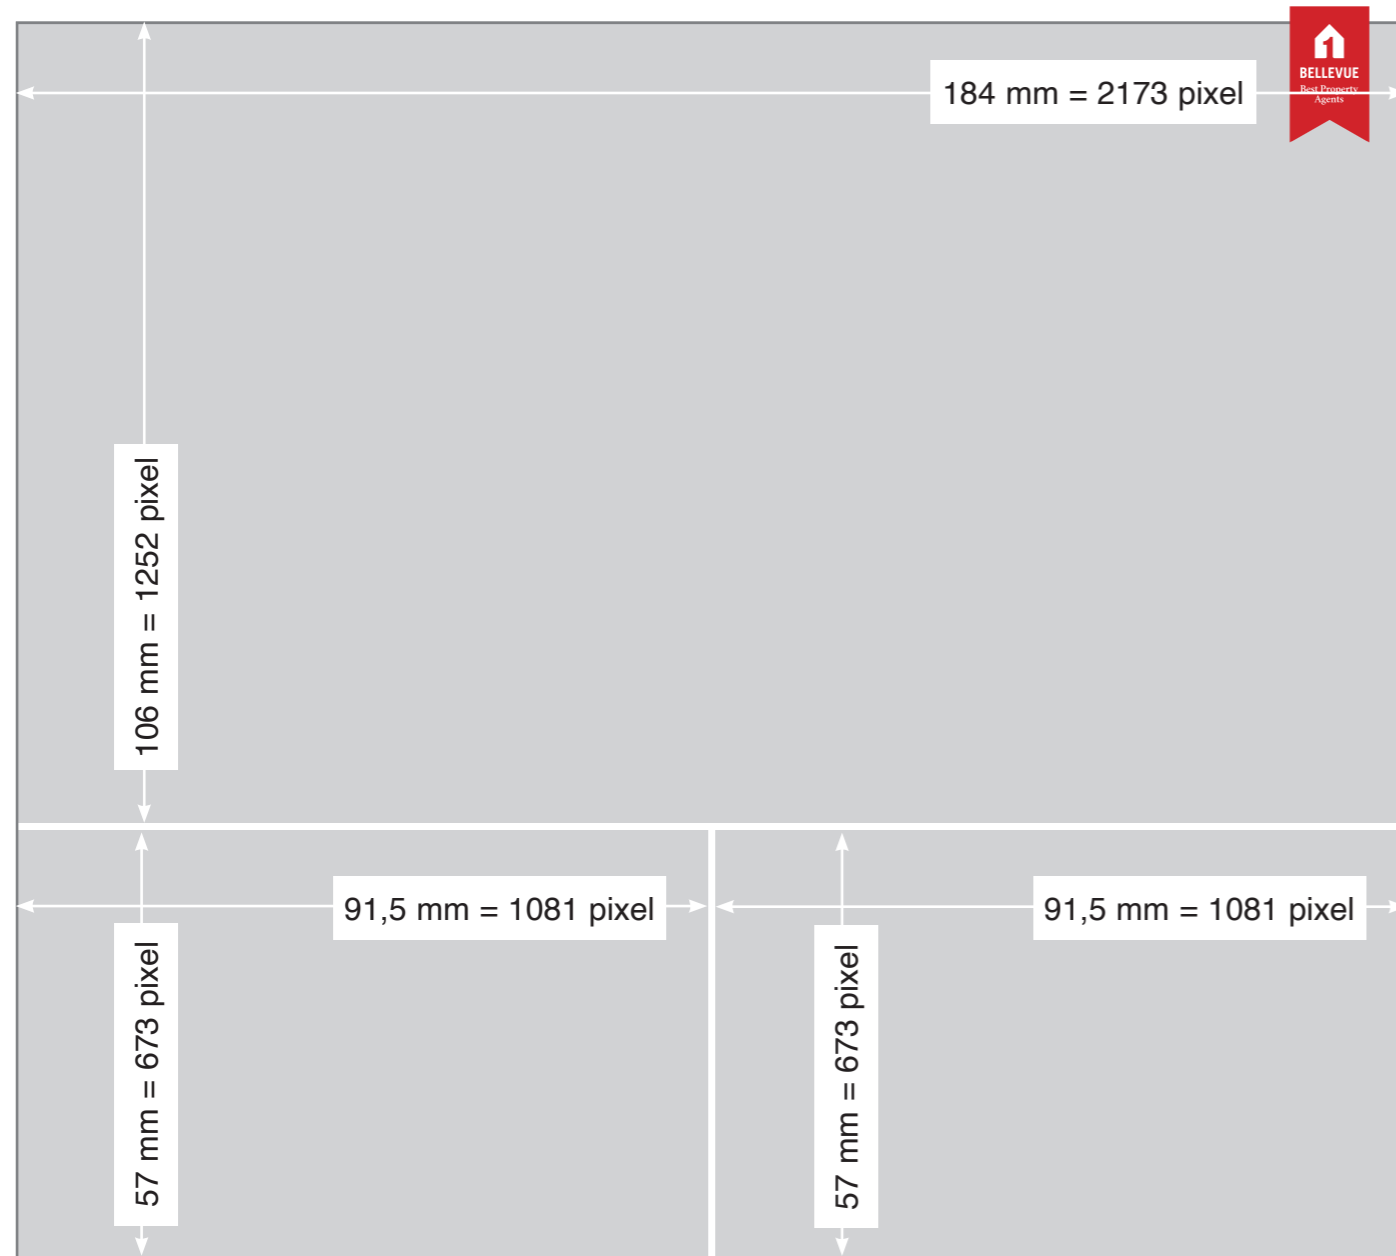 BELLEVUE
Best Property
Agents
184 mm = 2173 pixel
106 mm = 1252 pixel
91,5 mm = 1081 pixel
91,5 mm = 1081 pixel
57 mm = 673 pixel
57 mm = 673 pixel